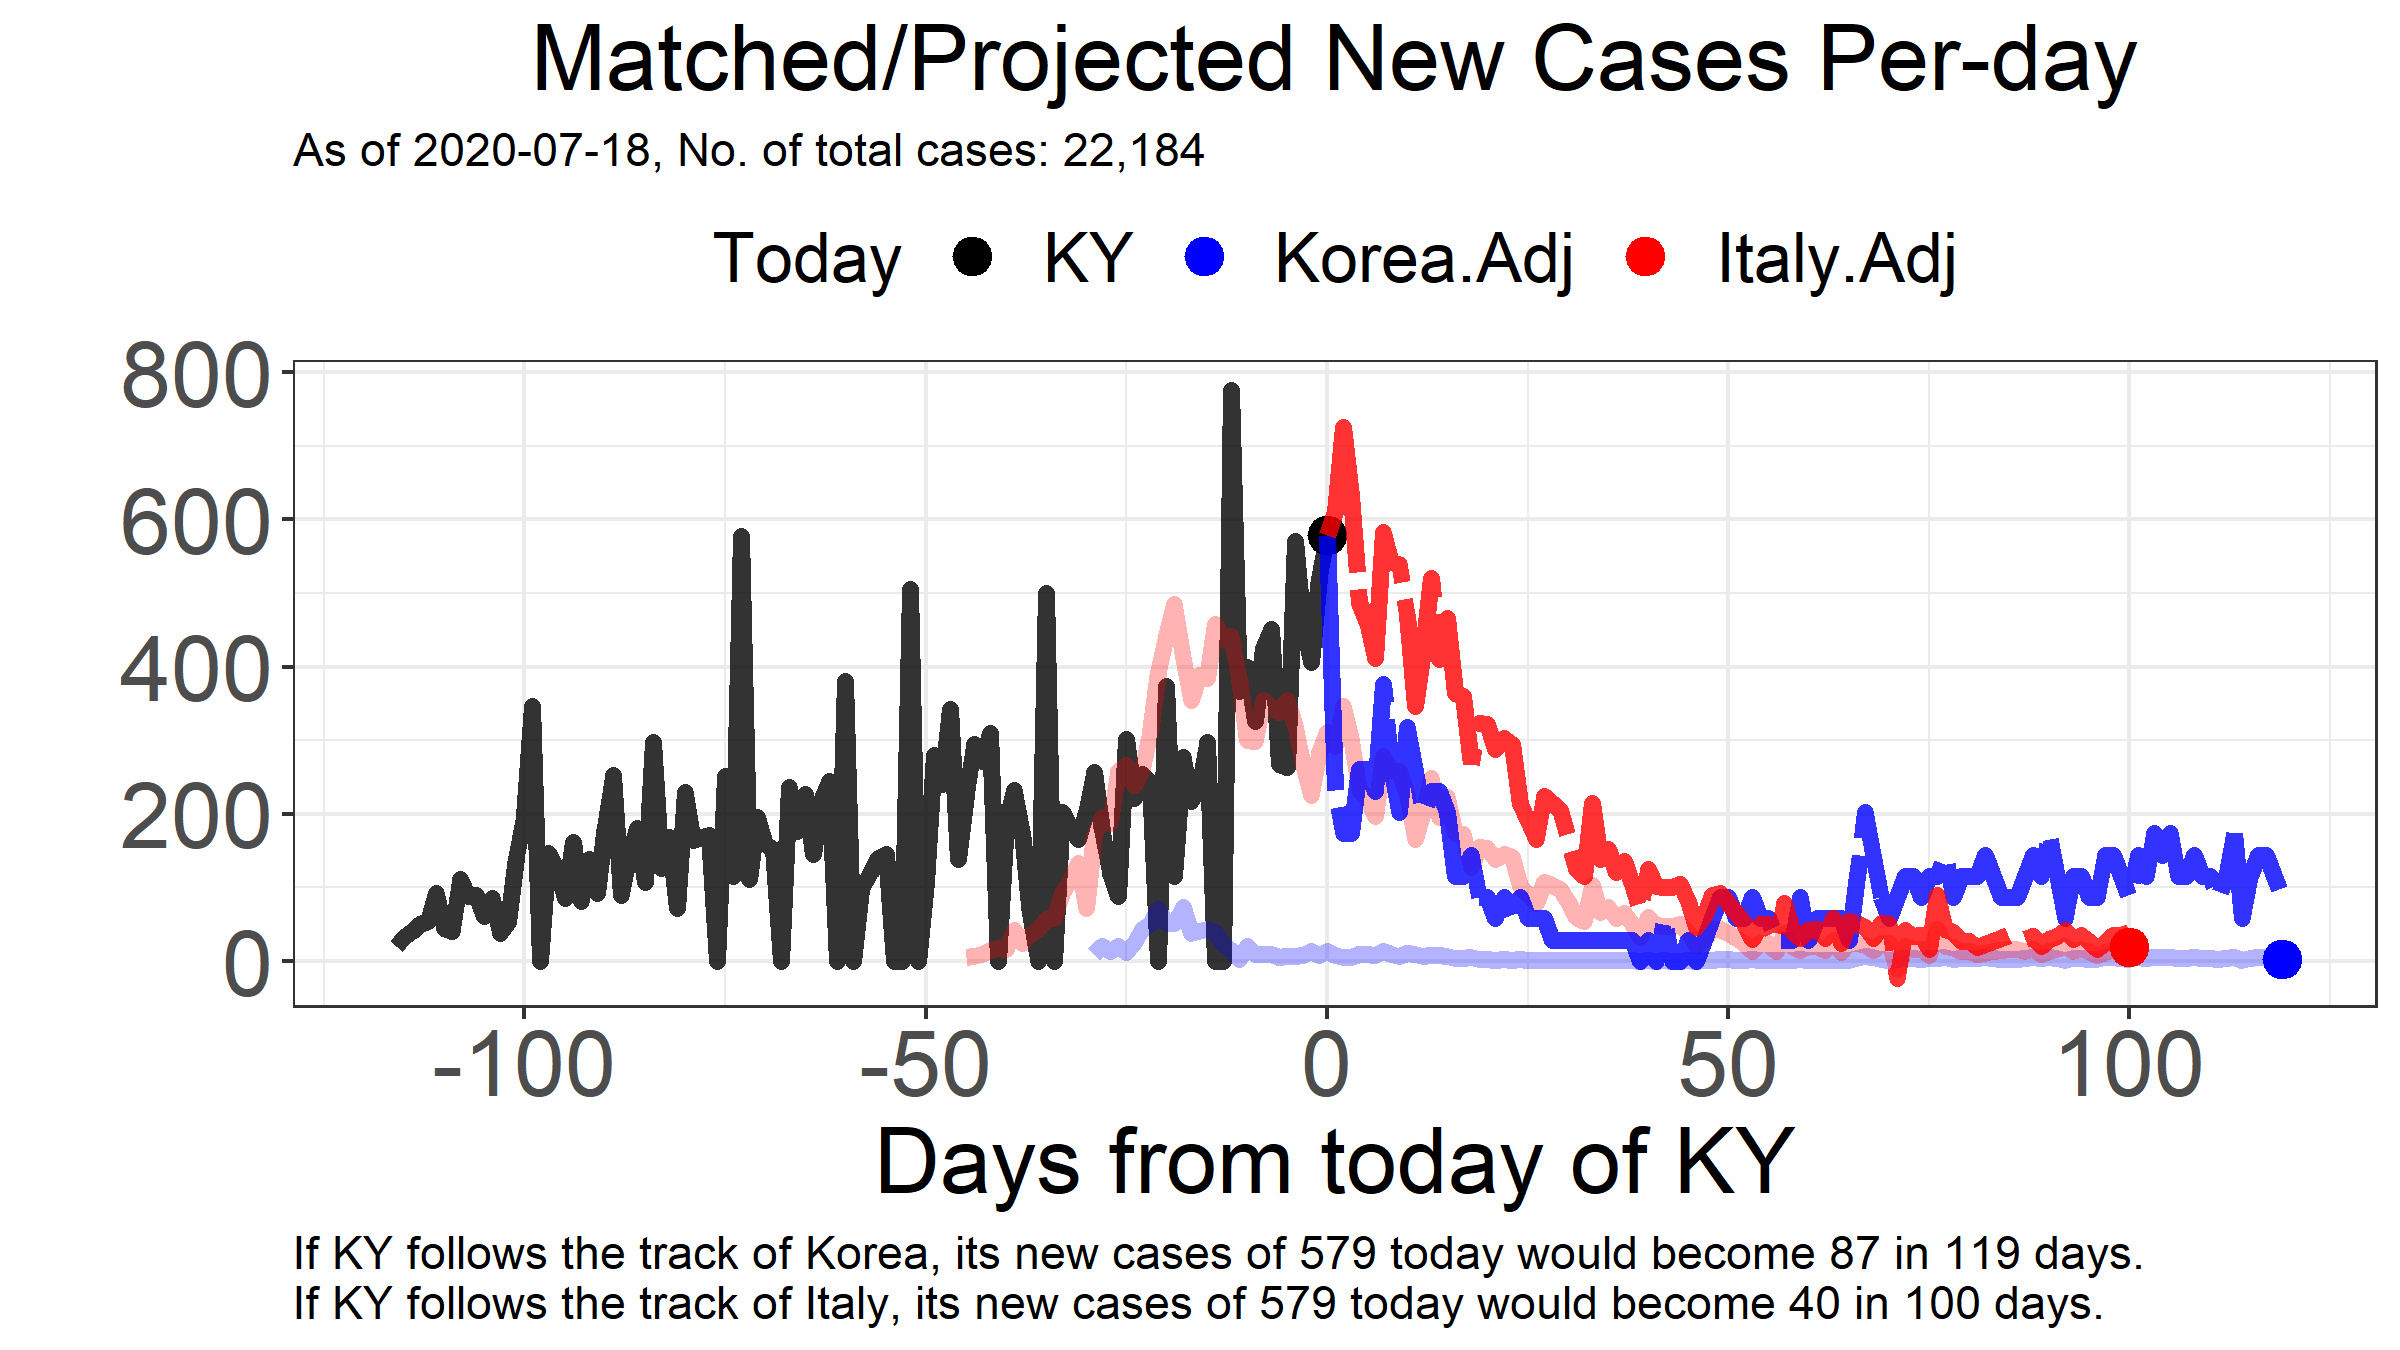 Matched/Projected New Cases Per-day
As of 2020-07-18, No. of total cases: 22,184
Today KY Korea.Adj Italy.Adj
800
600
400
200
0
-100 -50 0 50 100
Days from today of KY
If KY follows the track of Korea, its new cases of 579 today would become 87 in 119 days.
If KY follows the track of Italy, its new cases of 579 today would become 40 in 100 days.